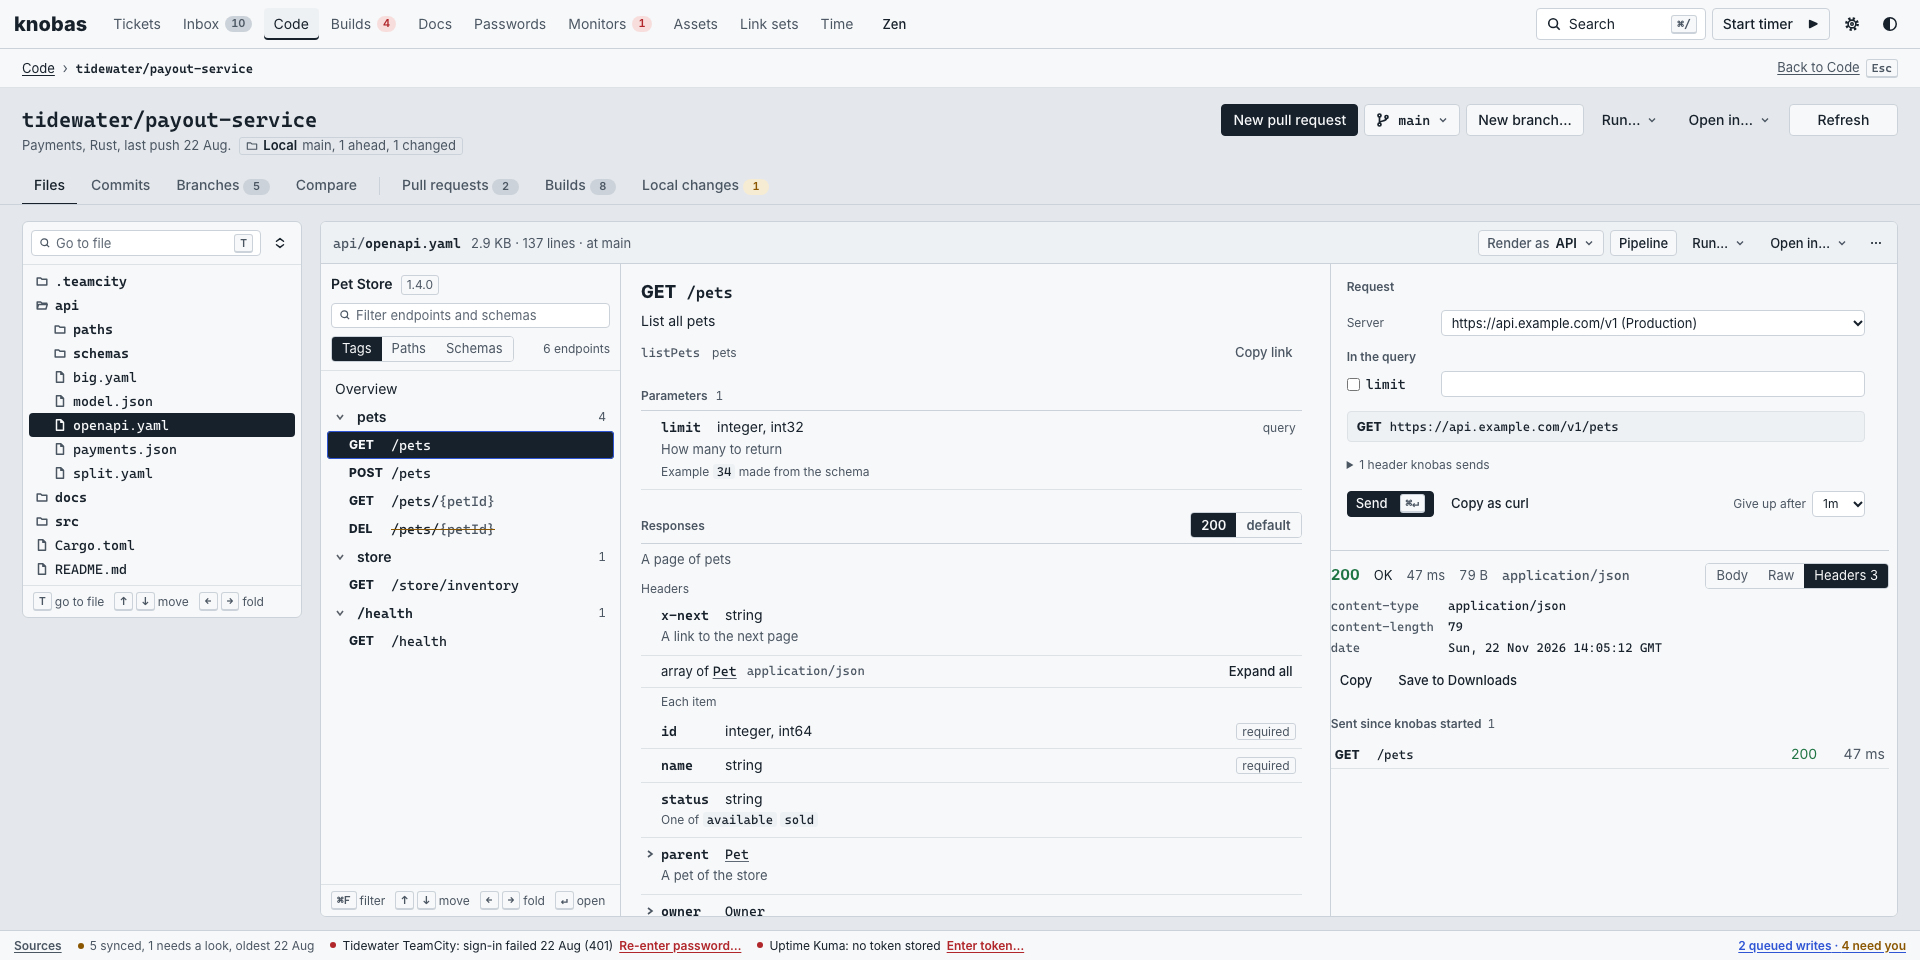 knobas Tickets Inbox 10 Code Builds 4 Docs Passwords Monitors 1 Assets Link sets Time Zen Search ⌘/ Start timer
Code › tidewater/payout-service Back to Code Esc
tidewater/payout-service New pull request main New branch... Run... Open in... Refresh
Payments, Rust, last push 22 Aug. Local main, 1 ahead, 1 changed
Files Commits Branches 5 Compare Pull requests 2 Builds 8 Local changes 1
Go to file T
.teamcity
api
paths
schemas
big.yaml
model.json
openapi.yaml
payments.json
split.yaml
docs
src
Cargo.toml
README.md
T go to file ↑ ↓ move ← → fold
api/openapi.yaml 2.9 KB · 137 lines · at main Render as API Pipeline Run... Open in... ···
Pet Store 1.4.0
Filter endpoints and schemas
Tags Paths Schemas 6 endpoints
Overview
pets 4
GET /pets
POST /pets
GET /pets/{petId}
DEL /pets/{petId}
store 1
GET /store/inventory
/health 1
GET /health
⌘F filter ↑ ↓ move ← → fold ↵ open
GET /pets
List all pets
listPets pets Copy link
Parameters 1
limit integer, int32 query
How many to return
Example 34 made from the schema
Responses 200 default
A page of pets
Headers
x-next string
A link to the next page
array of Pet application/json Expand all
Each item
id integer, int64 required
name string required
status string
One of available sold
parent Pet
A pet of the store
owner Owner
Request
Server https://api.example.com/v1 (Production)
In the query
limit
GET https://api.example.com/v1/pets
1 header knobas sends
Send ⌘↵ Copy as curl Give up after 1m
200 OK 47 ms 79 B application/json Body Raw Headers 3
content-type application/json
content-length 79
date Sun, 22 Nov 2026 14:05:12 GMT
Copy Save to Downloads
Sent since knobas started 1
GET /pets 200 47 ms
Sources 5 synced, 1 needs a look, oldest 22 Aug Tidewater TeamCity: sign-in failed 22 Aug (401) Re-enter password... Uptime Kuma: no token stored Enter token... 2 queued writes · 4 need you